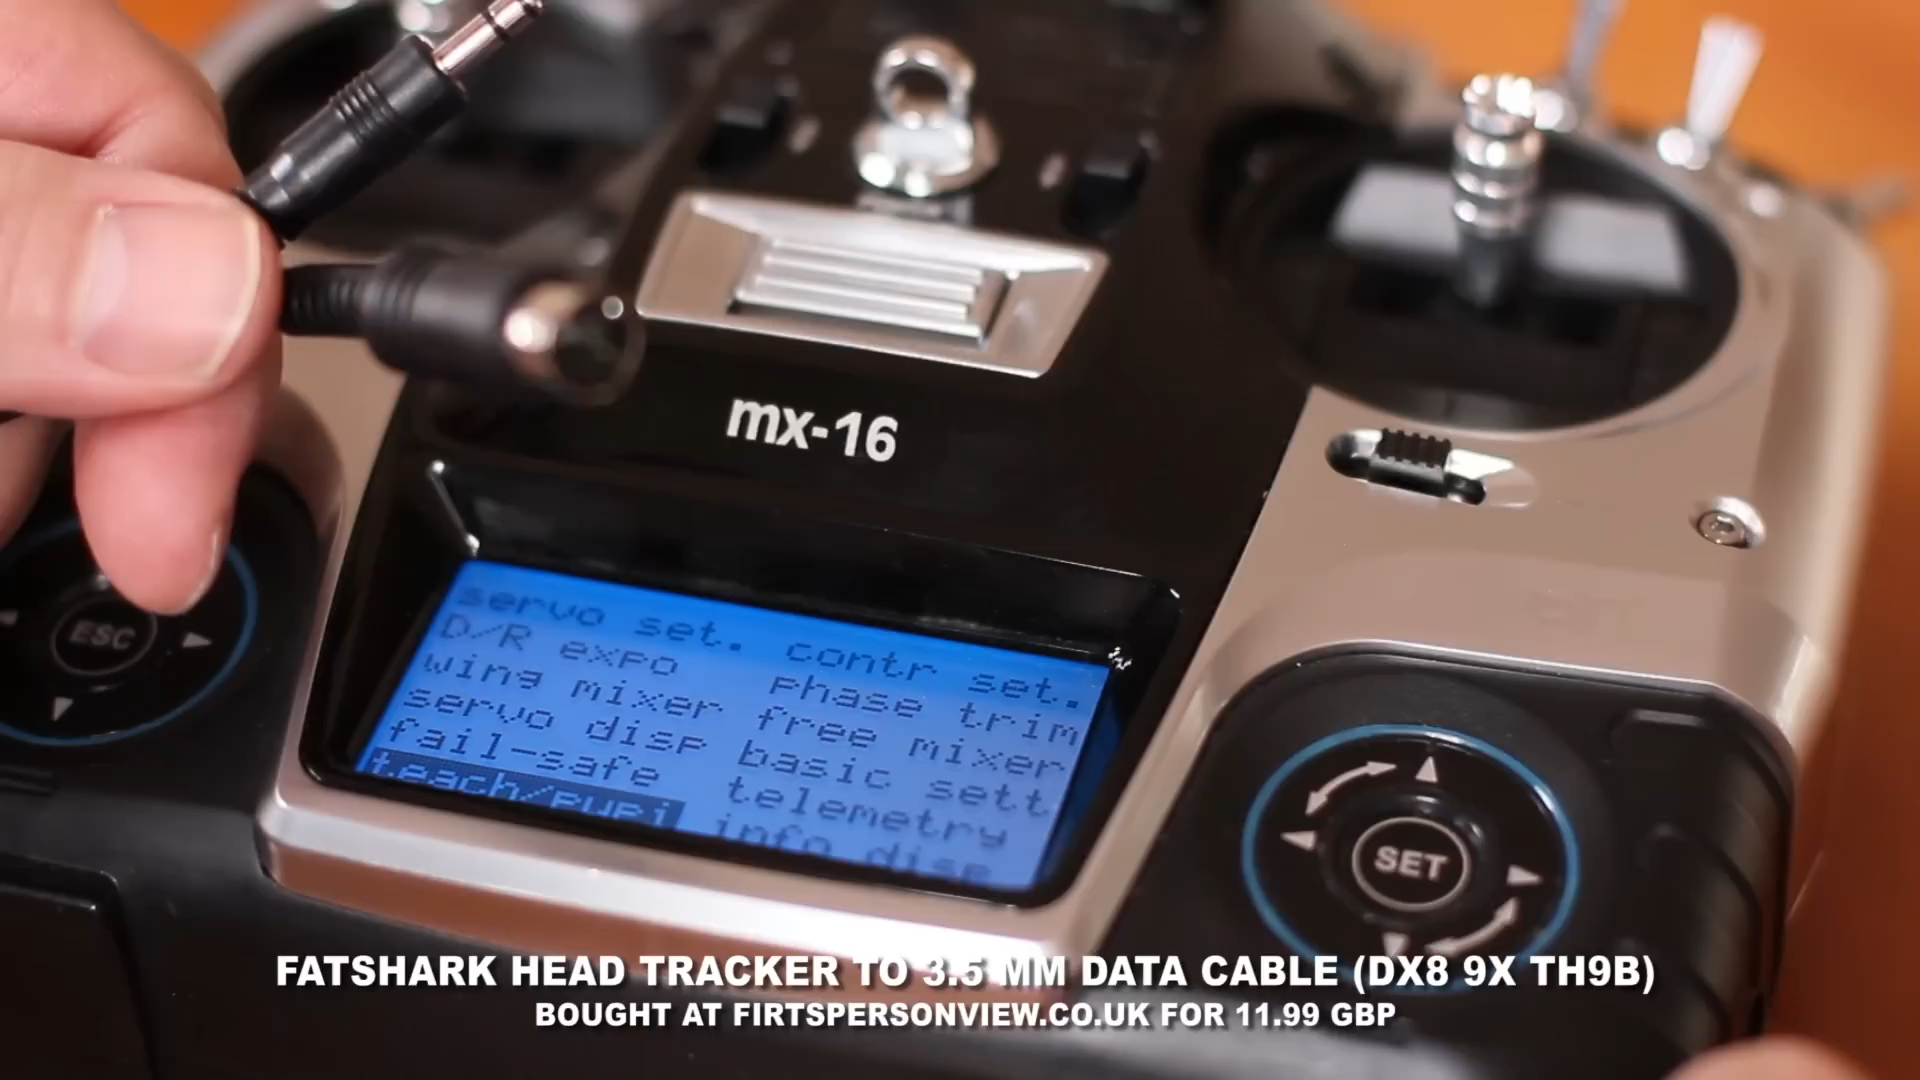 mx-16
ESC
servo set. contr set.
D/R expo phase trim
wing mixer free mixer
servo disp basic sett
fail-safe telemetry
teach/pupi info disp
SET
FATSHARK HEAD TRACKER TO 3.5 MM DATA CABLE (DX8 9X TH9B)
BOUGHT AT FIRTSPERSONVIEW.CO.UK FOR 11.99 GBP